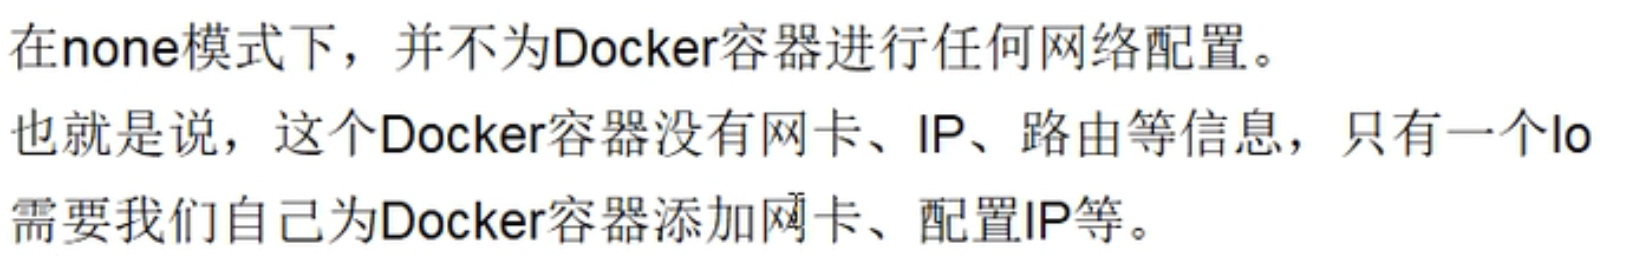 在none模式下，并不为Docker容器进行任何网络配置。
也就是说，这个Docker容器没有网卡、IP、路由等信息，只有一个lo
需要我们自己为Docker容器添加网卡、配置IP等。